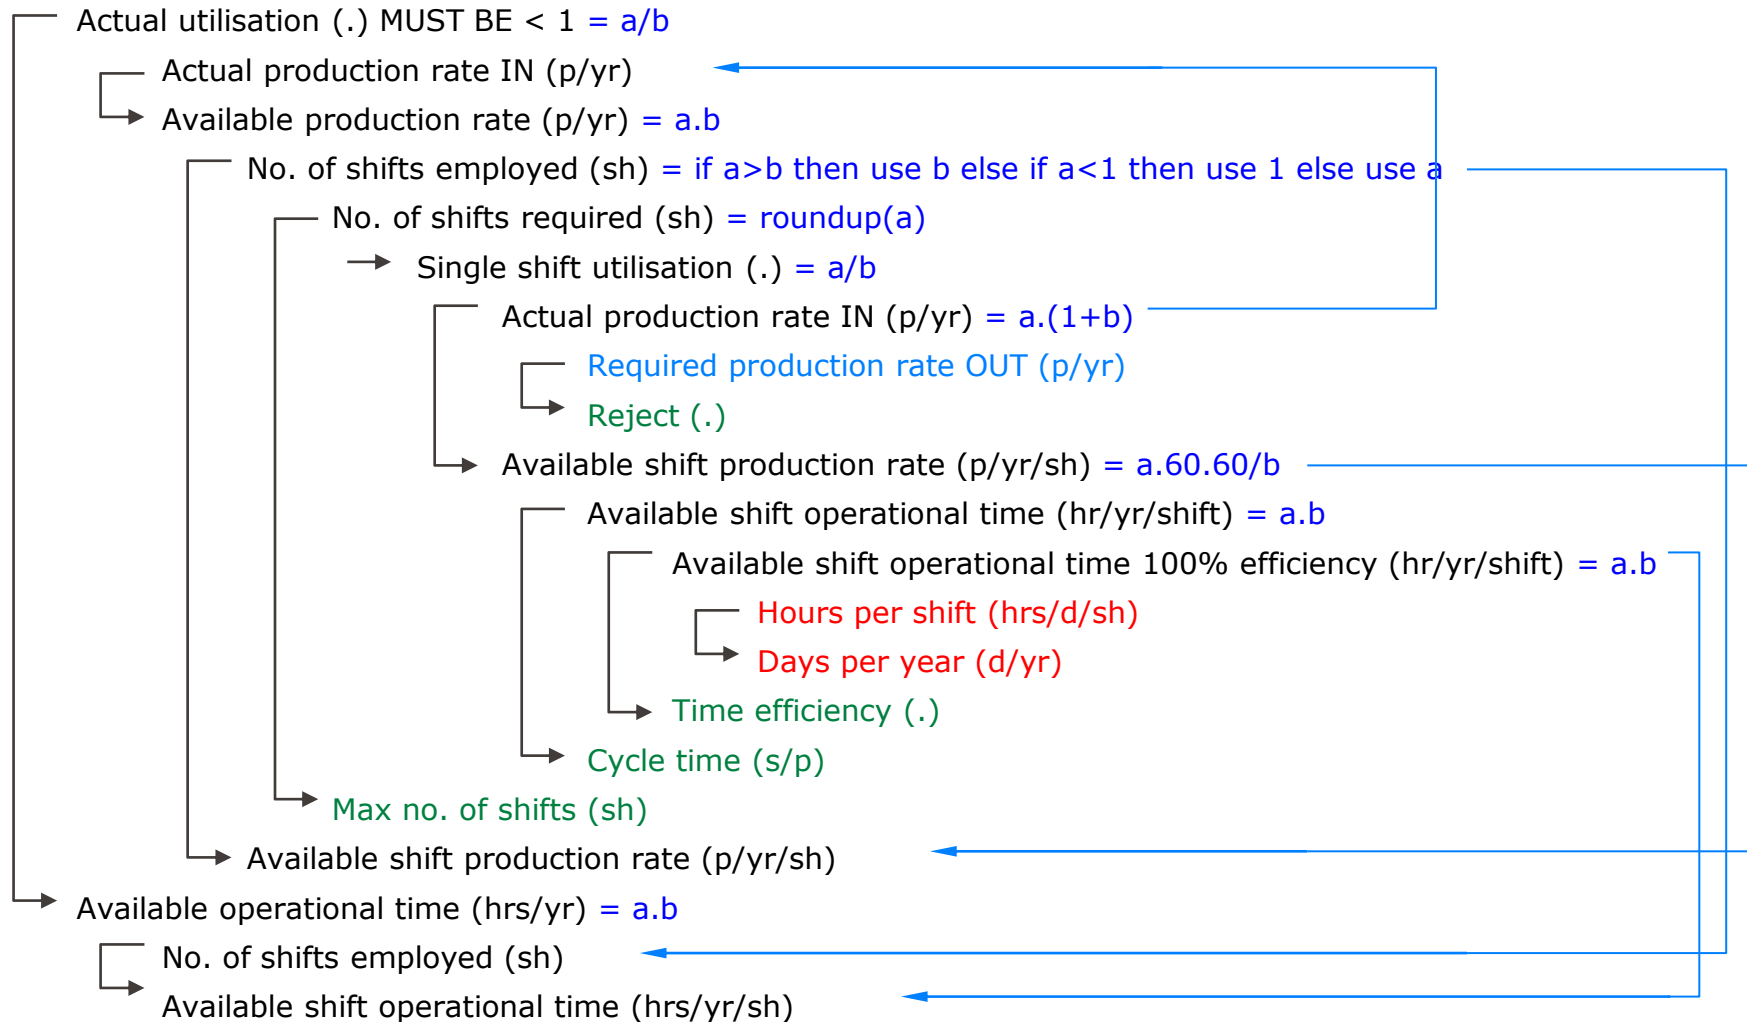 Actual utilisation (.) MUST BE < 1 = a/b
Actual production rate IN (p/yr)
Available production rate (p/yr) = a.b
No. of shifts employed (sh) = if a>b then use b else if a<1 then use 1 else use a
No. of shifts required (sh) = roundup(a)
Single shift utilisation (.) = a/b
Actual production rate IN (p/yr) = a.(1+b)
Required production rate OUT (p/yr)
Reject (.)
Available shift production rate (p/yr/sh) = a.60.60/b
Available shift operational time (hr/yr/shift) = a.b
Available shift operational time 100% efficiency (hr/yr/shift) = a.b
Hours per shift (hrs/d/sh)
Days per year (d/yr)
Time efficiency (.)
Cycle time (s/p)
Max no. of shifts (sh)
Available shift production rate (p/yr/sh)
Available operational time (hrs/yr) = a.b
No. of shifts employed (sh)
Available shift operational time (hrs/yr/sh)